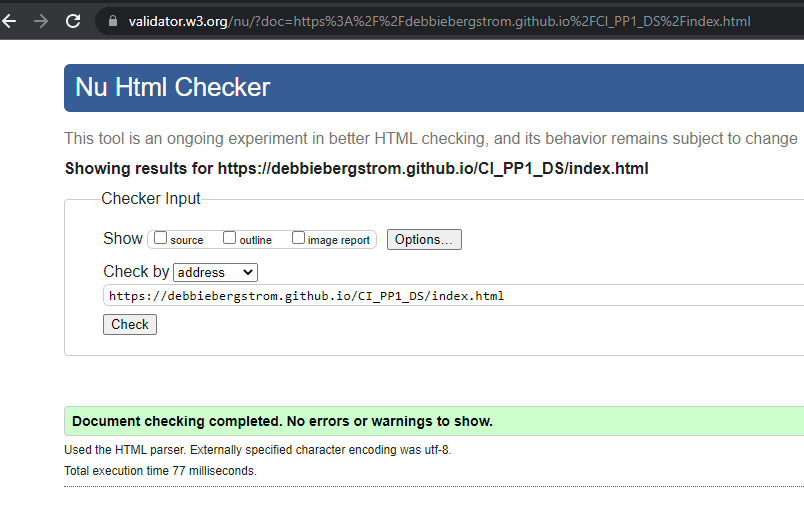 validator.w3.org/nu/?doc=https%3A%2F%2Fdebbiebergstrom.github.io%2FCI_PP1_DS%2Findex.html
Nu Html Checker
This tool is an ongoing experiment in better HTML checking, and its behavior remains subject to change
Showing results for https://debbiebergstrom.github.io/CI_PP1_DS/index.html
Checker Input
Show source outline image report Options...
Check by address
https://debbiebergstrom.github.io/CI_PP1_DS/index.html
Check
Document checking completed. No errors or warnings to show.
Used the HTML parser. Externally specified character encoding was utf-8.
Total execution time 77 milliseconds.